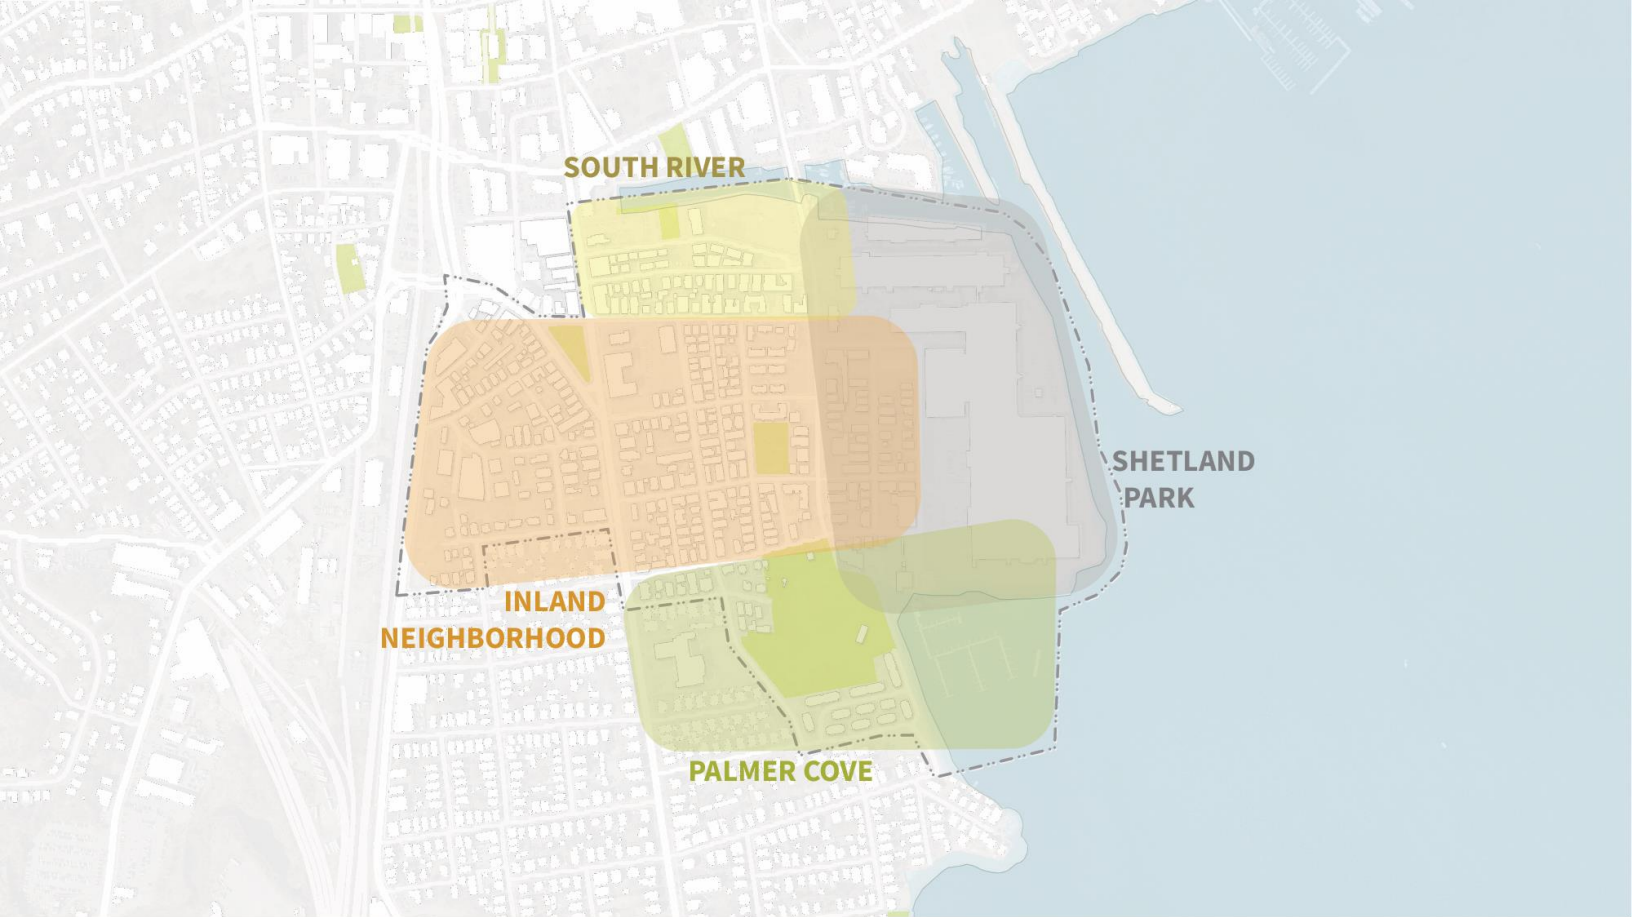 SOUTH RIVER
SHETLAND
PARK
INLAND
NEIGHBORHOOD
PALMER COVE